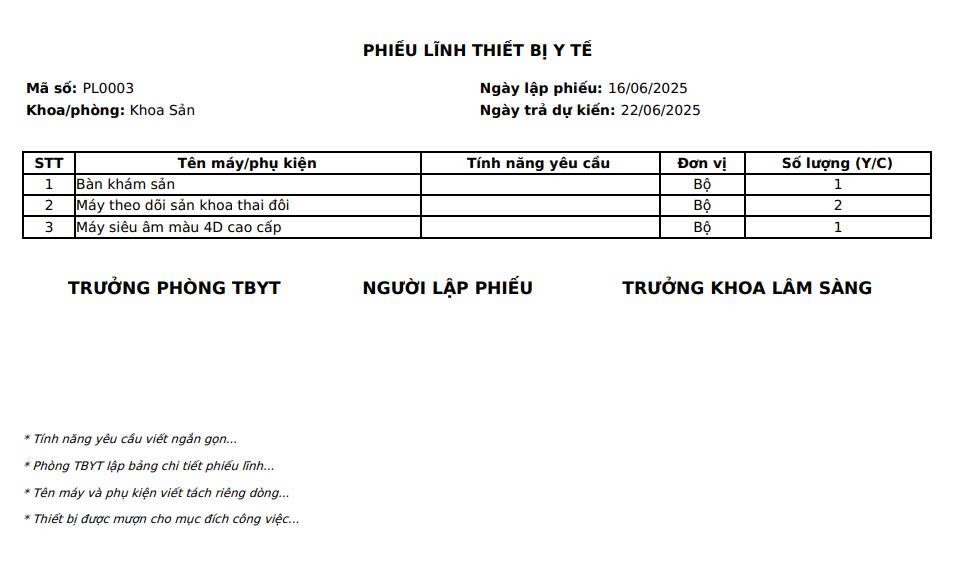 PHIẾU LĨNH THIẾT BỊ Y TẾ
Mã số: PL0003 Ngày lập phiếu: 16/06/2025
Khoa/phòng: Khoa Sản Ngày trả dự kiến: 22/06/2025
STT Tên máy/phụ kiện Tính năng yêu cầu Đơn vị Số lượng (Y/C)
1 Bàn khám sản Bộ 1
2 Máy theo dõi sản khoa thai đôi Bộ 2
3 Máy siêu âm màu 4D cao cấp Bộ 1
TRƯỞNG PHÒNG TBYT NGƯỜI LẬP PHIẾU TRƯỞNG KHOA LÂM SÀNG
* Tính năng yêu cầu viết ngắn gọn...
* Phòng TBYT lập bảng chi tiết phiếu lĩnh...
* Tên máy và phụ kiện viết tách riêng dòng...
* Thiết bị được mượn cho mục đích công việc...